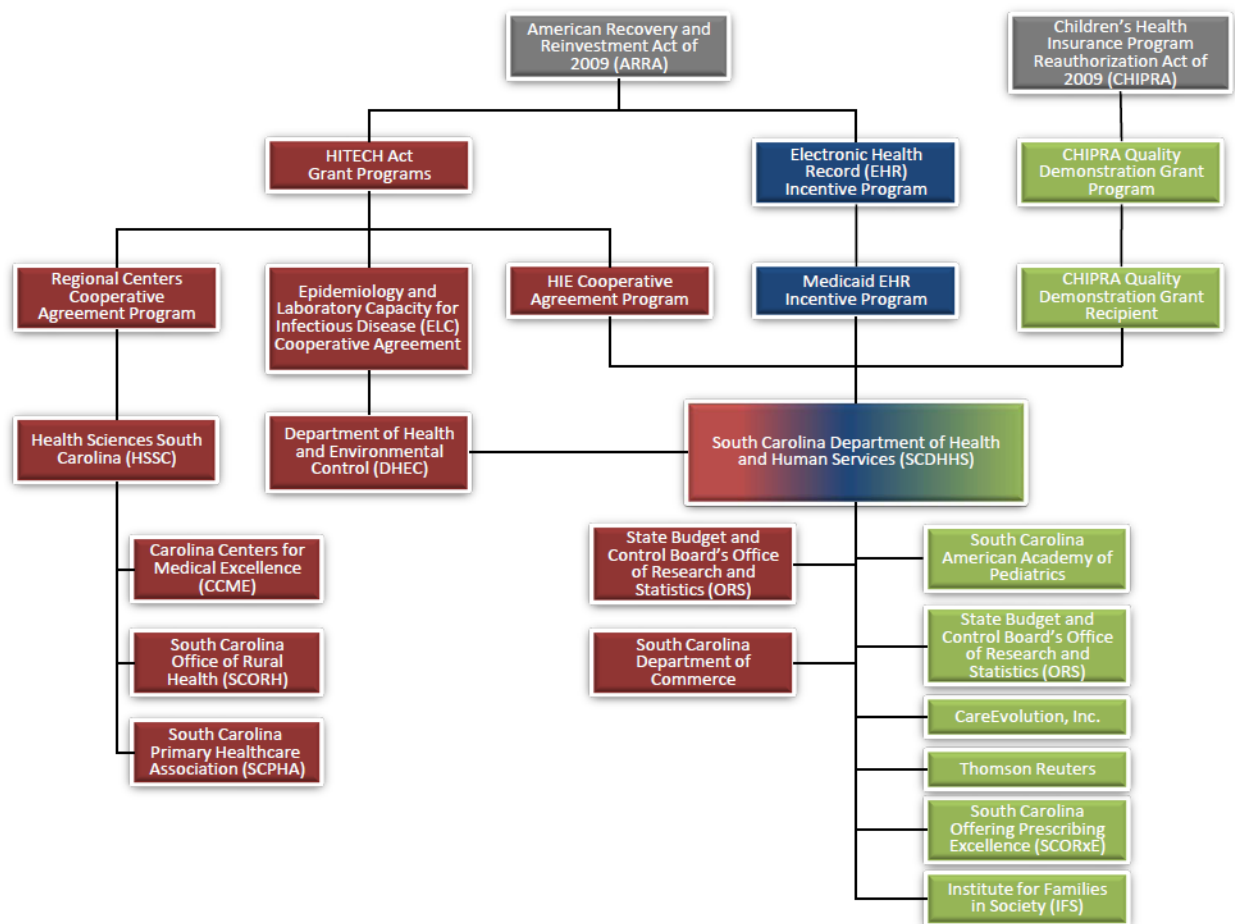 American Recovery and
Reinvestment Act of
2009 (ARRA)
Children's Health
Insurance Program
Reauthorization Act of
2009 (CHIPRA)
HITECH Act
Grant Programs
Electronic Health
Record (EHR)
Incentive Program
CHIPRA Quality
Demonstration Grant
Program
Regional Centers
Cooperative
Agreement Program
Epidemiology and
Laboratory Capacity for
Infectious Disease (ELC)
Cooperative Agreement
HIE Cooperative
Agreement Program
Medicaid EHR
Incentive Program
CHIPRA Quality
Demonstration Grant
Recipient
Health Sciences South
Carolina (HSSC)
Department of Health
and Environmental
Control (DHEC)
South Carolina Department of Health
and Human Services (SCDHHS)
Carolina Centers for
Medical Excellence
(CCME)
South Carolina
Office of Rural
Health (SCORH)
South Carolina
Primary Healthcare
Association (SCPHA)
State Budget and
Control Board's Office
of Research and
Statistics (ORS)
South Carolina
Department of
Commerce
South Carolina
American Academy of
Pediatrics
State Budget and
Control Board's Office
of Research and
Statistics (ORS)
CareEvolution, Inc.
Thomson Reuters
South Carolina
Offering Prescribing
Excellence (SCORxE)
Institute for Families
in Society (IFS)